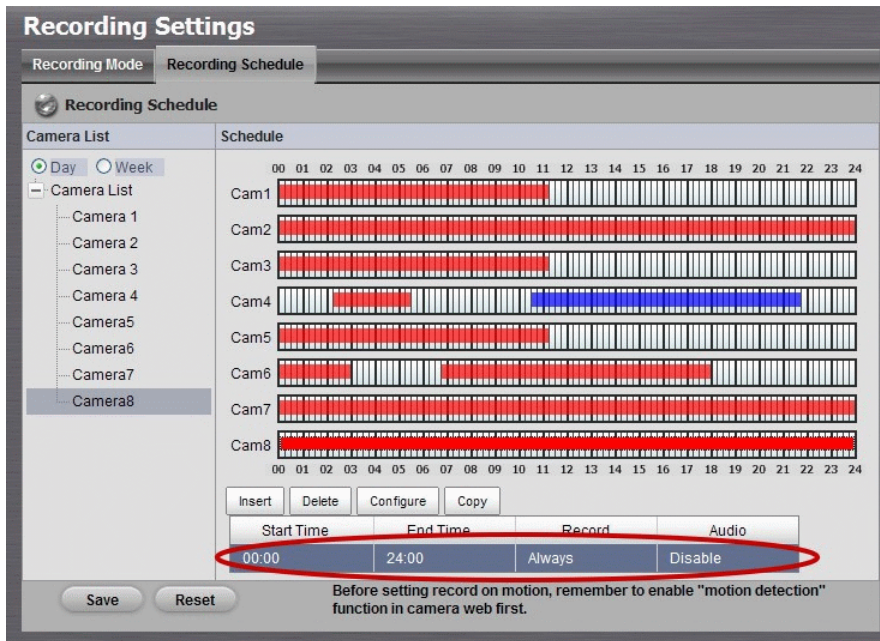 Recording Settings
Recording Mode Recording Schedule
Recording Schedule
Camera List Schedule
Day Week
Camera List
Camera 1
Camera 2
Camera 3
Camera 4
Camera5
Camera6
Camera7
Camera8
00 01 02 03 04 05 06 07 08 09 10 11 12 13 14 15 16 17 18 19 20 21 22 23 24
Cam1
Cam2
Cam3
Cam4
Cam5
Cam6
Cam7
Cam8
00 01 02 03 04 05 06 07 08 09 10 11 12 13 14 15 16 17 18 19 20 21 22 23 24
Insert Delete Configure Copy
Start Time End Time Record Audio
00:00 24:00 Always Disable
Save Reset
Before setting record on motion, remember to enable "motion detection"
function in camera web first.